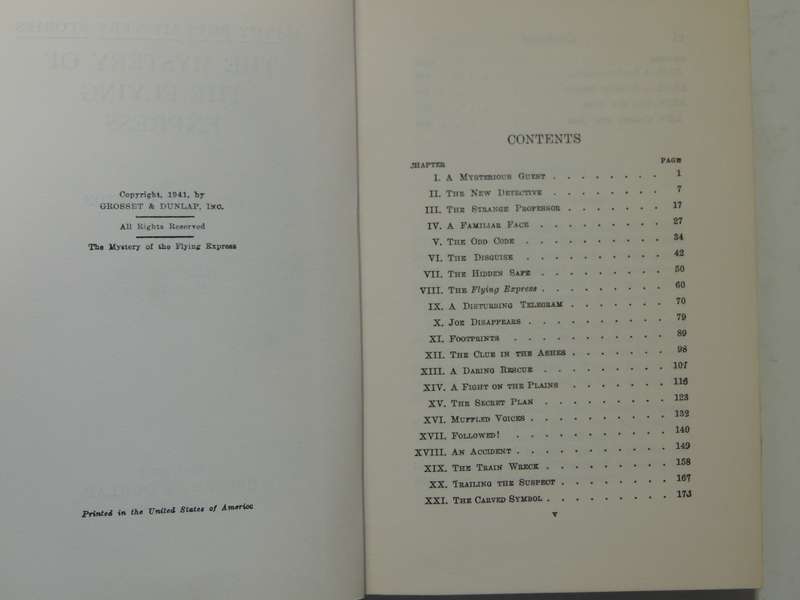 Copyright, 1941, by
GROSSET & DUNLAP, Inc.
All Rights Reserved
The Mystery of the Flying Express
Printed in the United States of America
CONTENTS
CHAPTER PAGE
I. A Mysterious Guest . . . . . . . . 1
II. The New Detective . . . . . . . . 7
III. The Strange Professor . . . . . . . 17
IV. A Familiar Face . . . . . . . . . 27
V. The Odd Code . . . . . . . . . . 34
VI. The Disguise . . . . . . . . . . 42
VII. The Hidden Safe . . . . . . . . . 50
VIII. The Flying Express . . . . . . . . . 60
IX. A Disturbing Telegram . . . . . . . 70
X. Joe Disappears . . . . . . . . . . 79
XI. Footprints . . . . . . . . . . . 89
XII. The Clue in the Ashes . . . . . . . 98
XIII. A Daring Rescue . . . . . . . . . 107
XIV. A Fight on the Plains . . . . . . . 116
XV. The Secret Plan . . . . . . . . . 123
XVI. Muffled Voices . . . . . . . . . . 132
XVII. Followed! . . . . . . . . . . . 140
XVIII. An Accident . . . . . . . . . . . 149
XIX. The Train Wreck . . . . . . . . . 158
XX. Trailing the Suspect . . . . . . . . 167
XXI. The Carved Symbol . . . . . . . . . 173
v